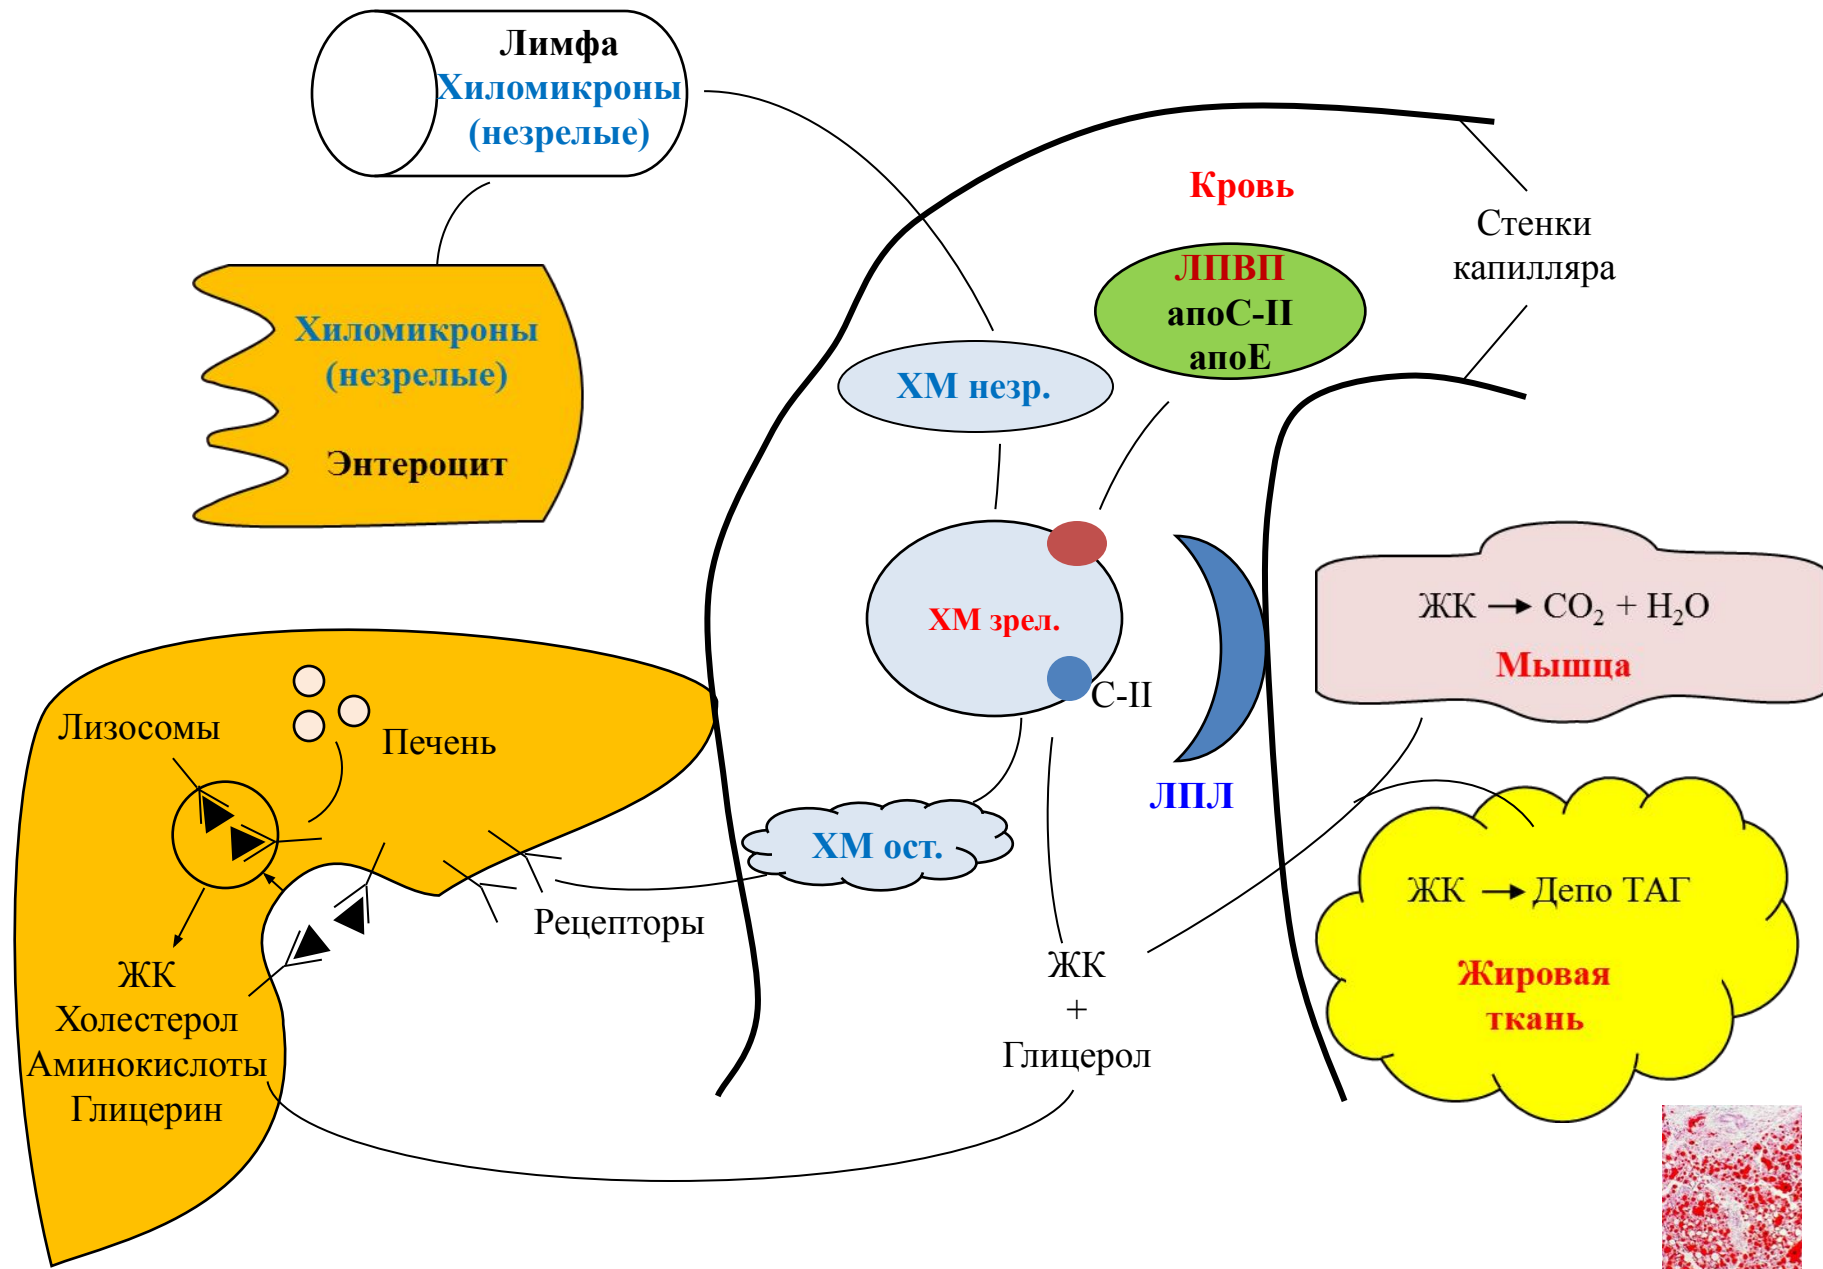 Лимфа
Хиломикроны
(незрелые)
Кровь
Стенки
капилляра
ЛПВП
апоС-II
апоЕ
Хиломикроны
(незрелые)
Энтероцит
ХМ незр.
ХМ зрел.
С-II
ЛПЛ
ЖК → CO₂ + H₂O
Мышца
Лизосомы
Печень
ХМ ост.
Рецепторы
ЖК → Депо ТАГ
Жировая
ткань
ЖК
+
Глицерол
ЖК
Холестерол
Аминокислоты
Глицерин